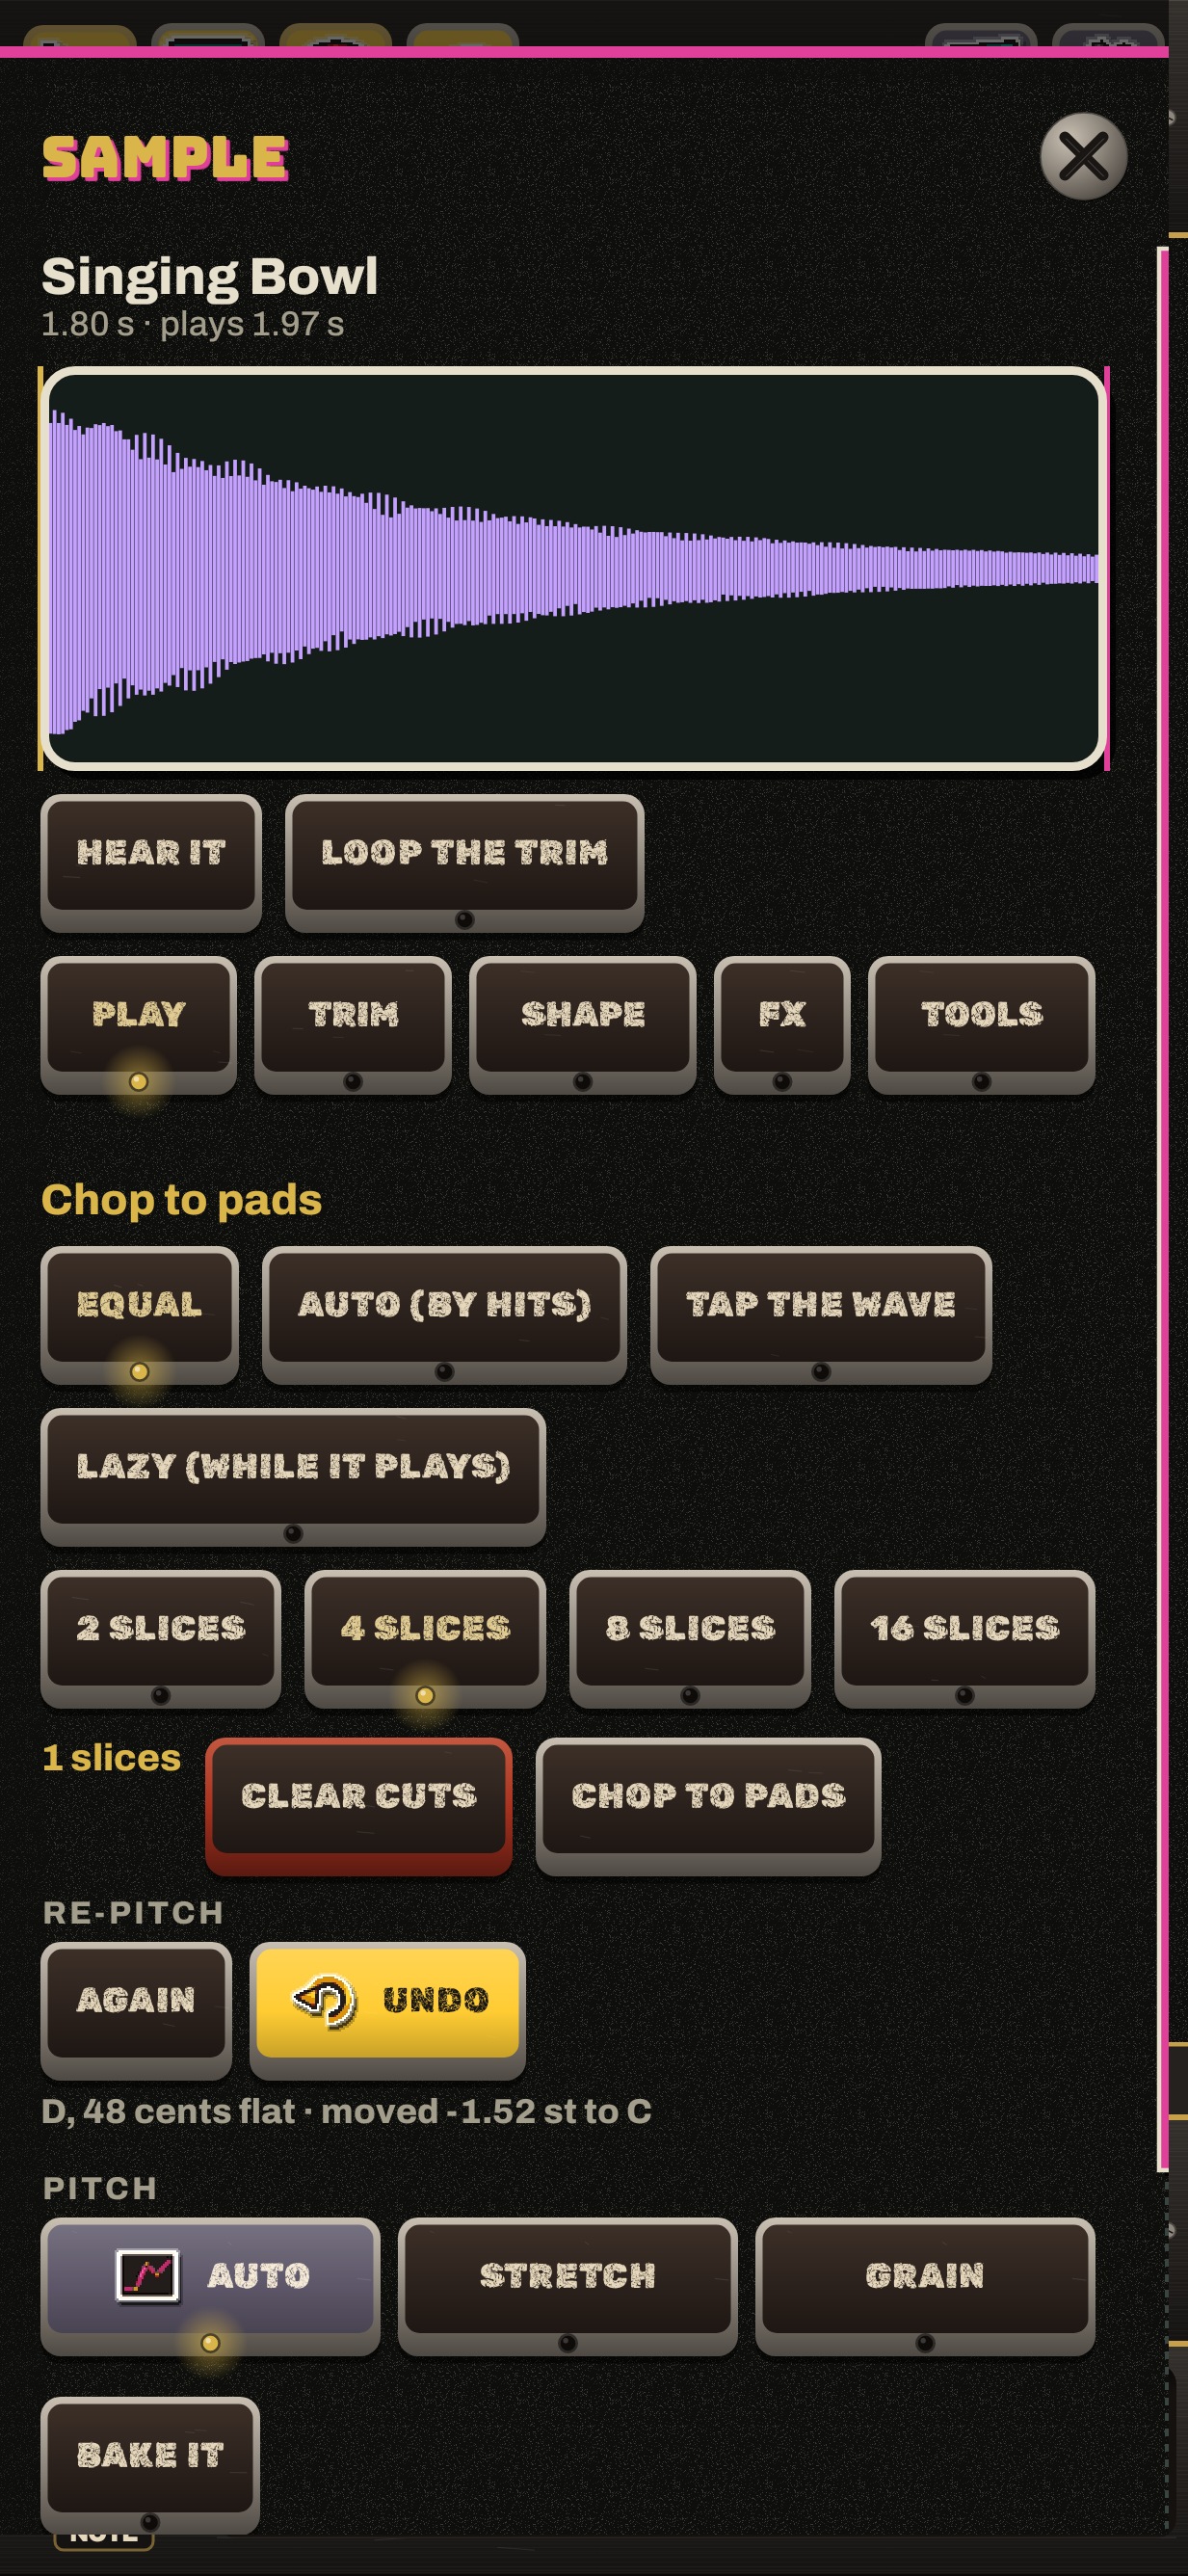 SAMPLE
Singing Bowl
1.80 s · plays 1.97 s
HEAR IT LOOP THE TRIM
PLAY TRIM SHAPE FX TOOLS
Chop to pads
EQUAL AUTO (BY HITS) TAP THE WAVE
LAZY (WHILE IT PLAYS)
2 SLICES 4 SLICES 8 SLICES 16 SLICES
1 slices CLEAR CUTS CHOP TO PADS
RE-PITCH
AGAIN UNDO
D, 48 cents flat · moved -1.52 st to C
PITCH
AUTO STRETCH GRAIN
BAKE IT